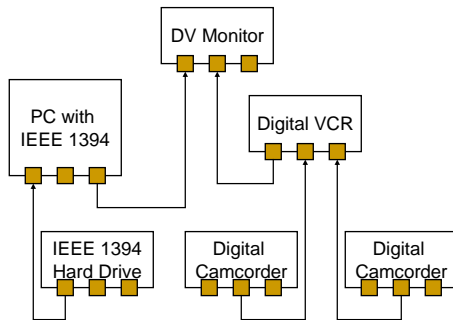 DV Monitor
PC with
IEEE 1394
Digital VCR
IEEE 1394
Hard Drive
Digital
Camcorder
Digital
Camcorder